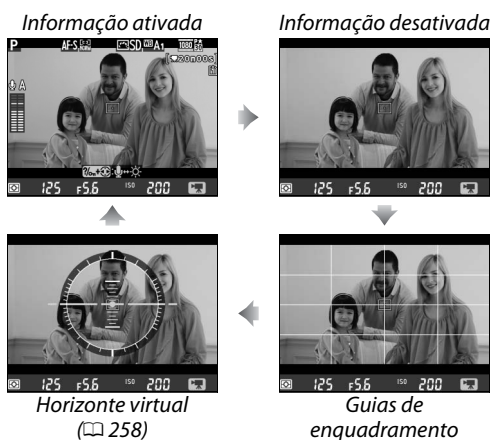 Informação ativada
Informação desativada
P AF-S SD WB A1 1080
[20m00s]
A
125 F5.6 ISO 200
125 F5.6 ISO 200
125 F5.6 ISO 200
125 F5.6 ISO 200
Horizonte virtual
(258)
Guias de
enquadramento